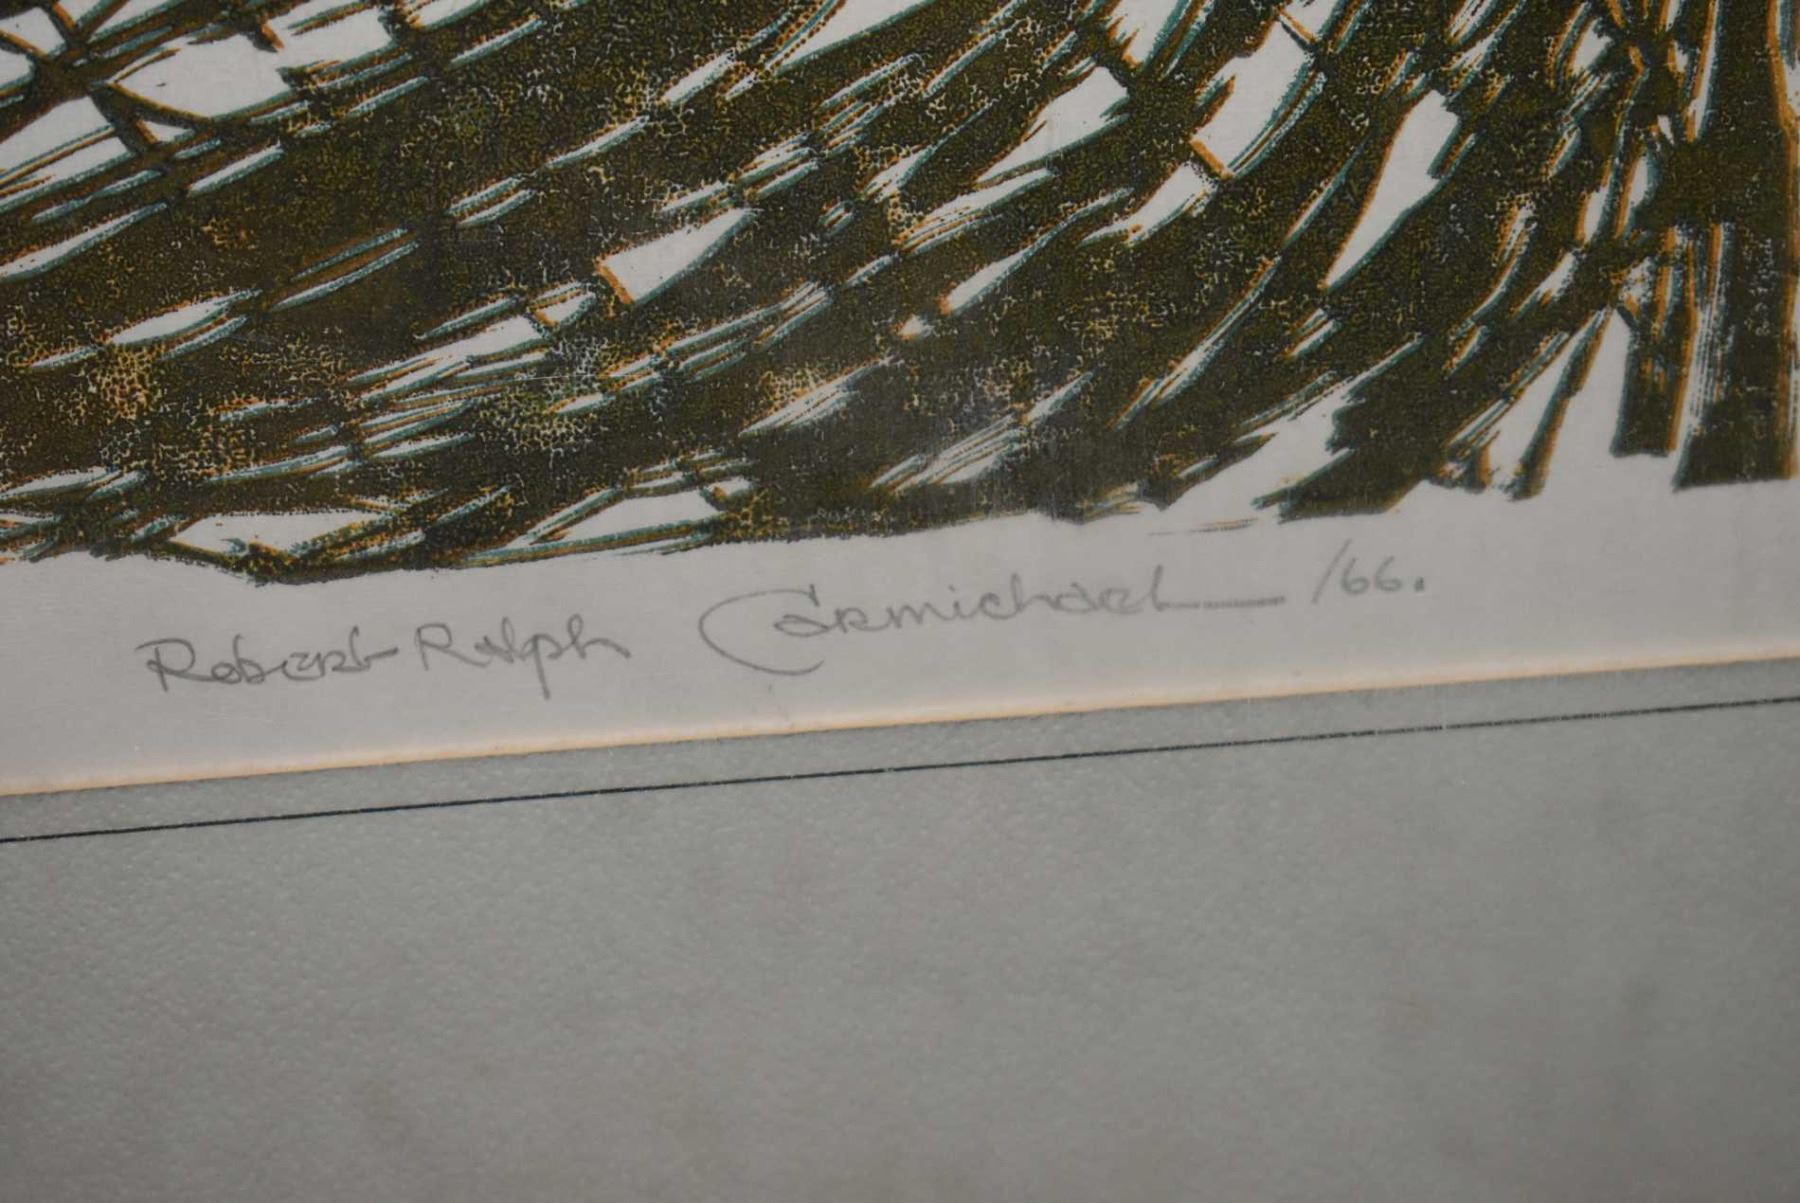 Robert Ralph Carmichael /66.